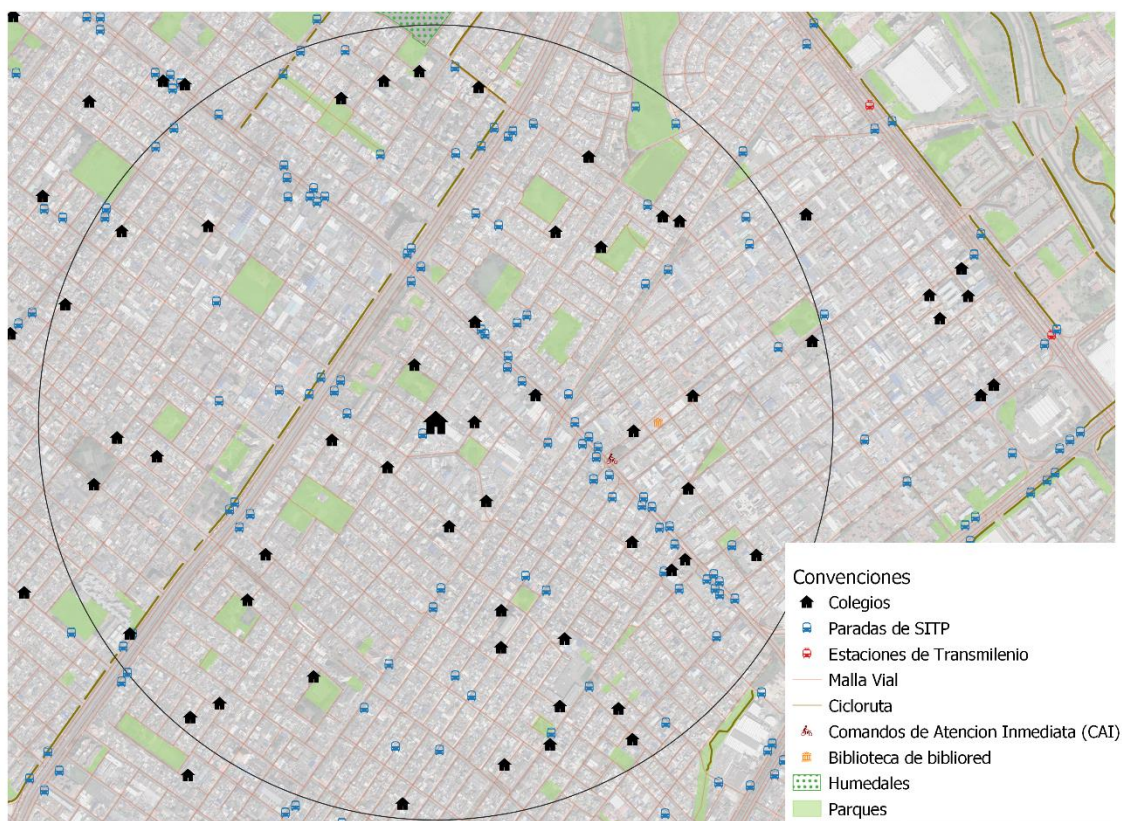 Convenciones
Colegios
Paradas de SITP
Estaciones de Transmilenio
Malla Vial
Cicloruta
Comandos de Atencion Inmediata (CAI)
Biblioteca de bibliored
Humedales
Parques